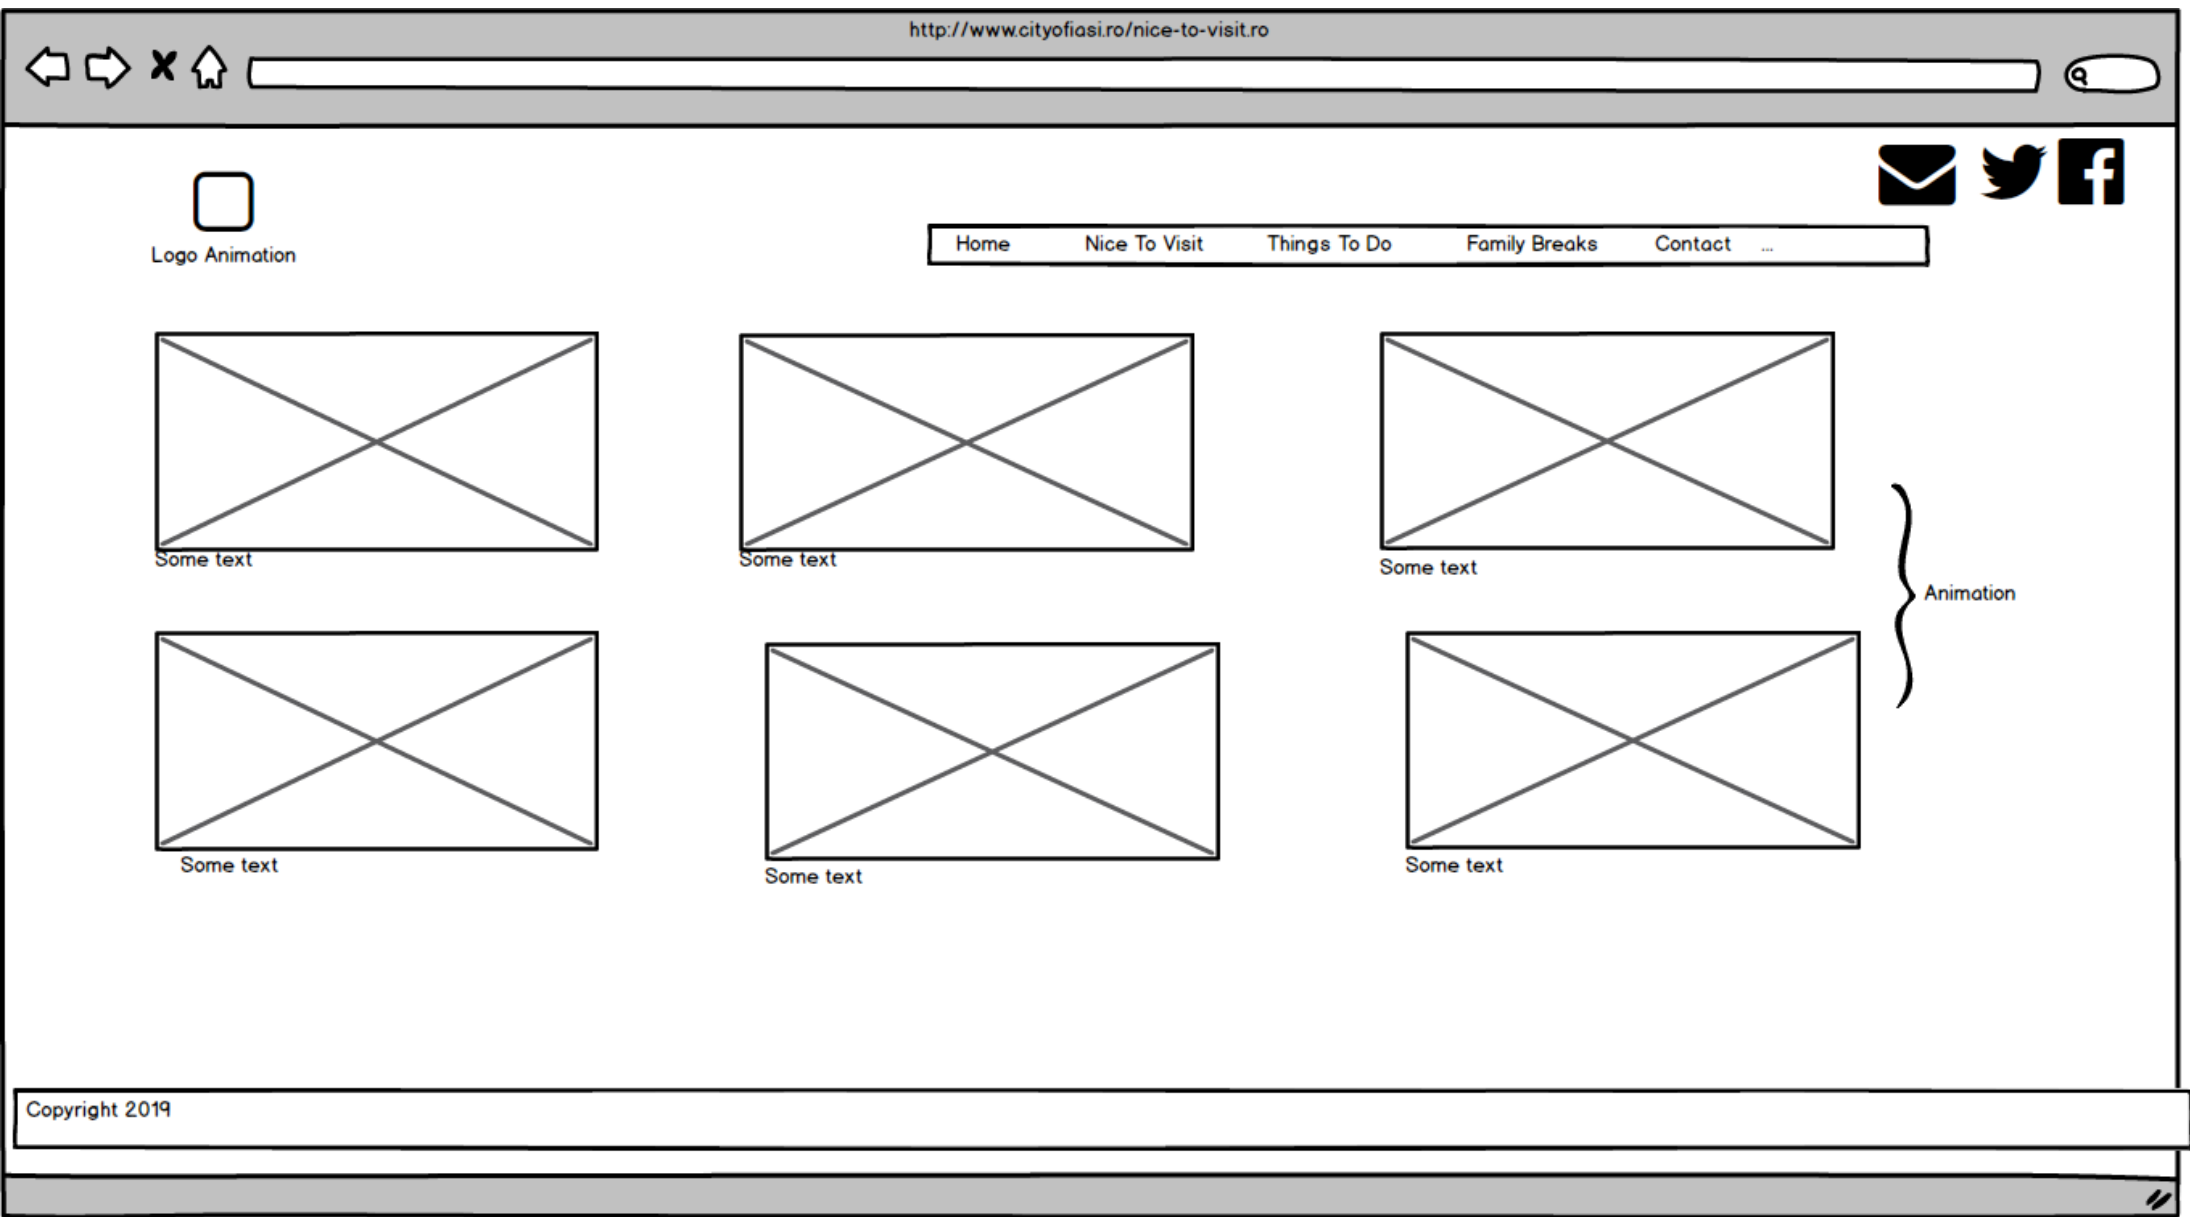 http://www.cityofiasi.ro/nice-to-visit.ro
Logo Animation
Home Nice To Visit Things To Do Family Breaks Contact ...
Some text Some text Some text
Animation
Some text Some text Some text
Copyright 2019